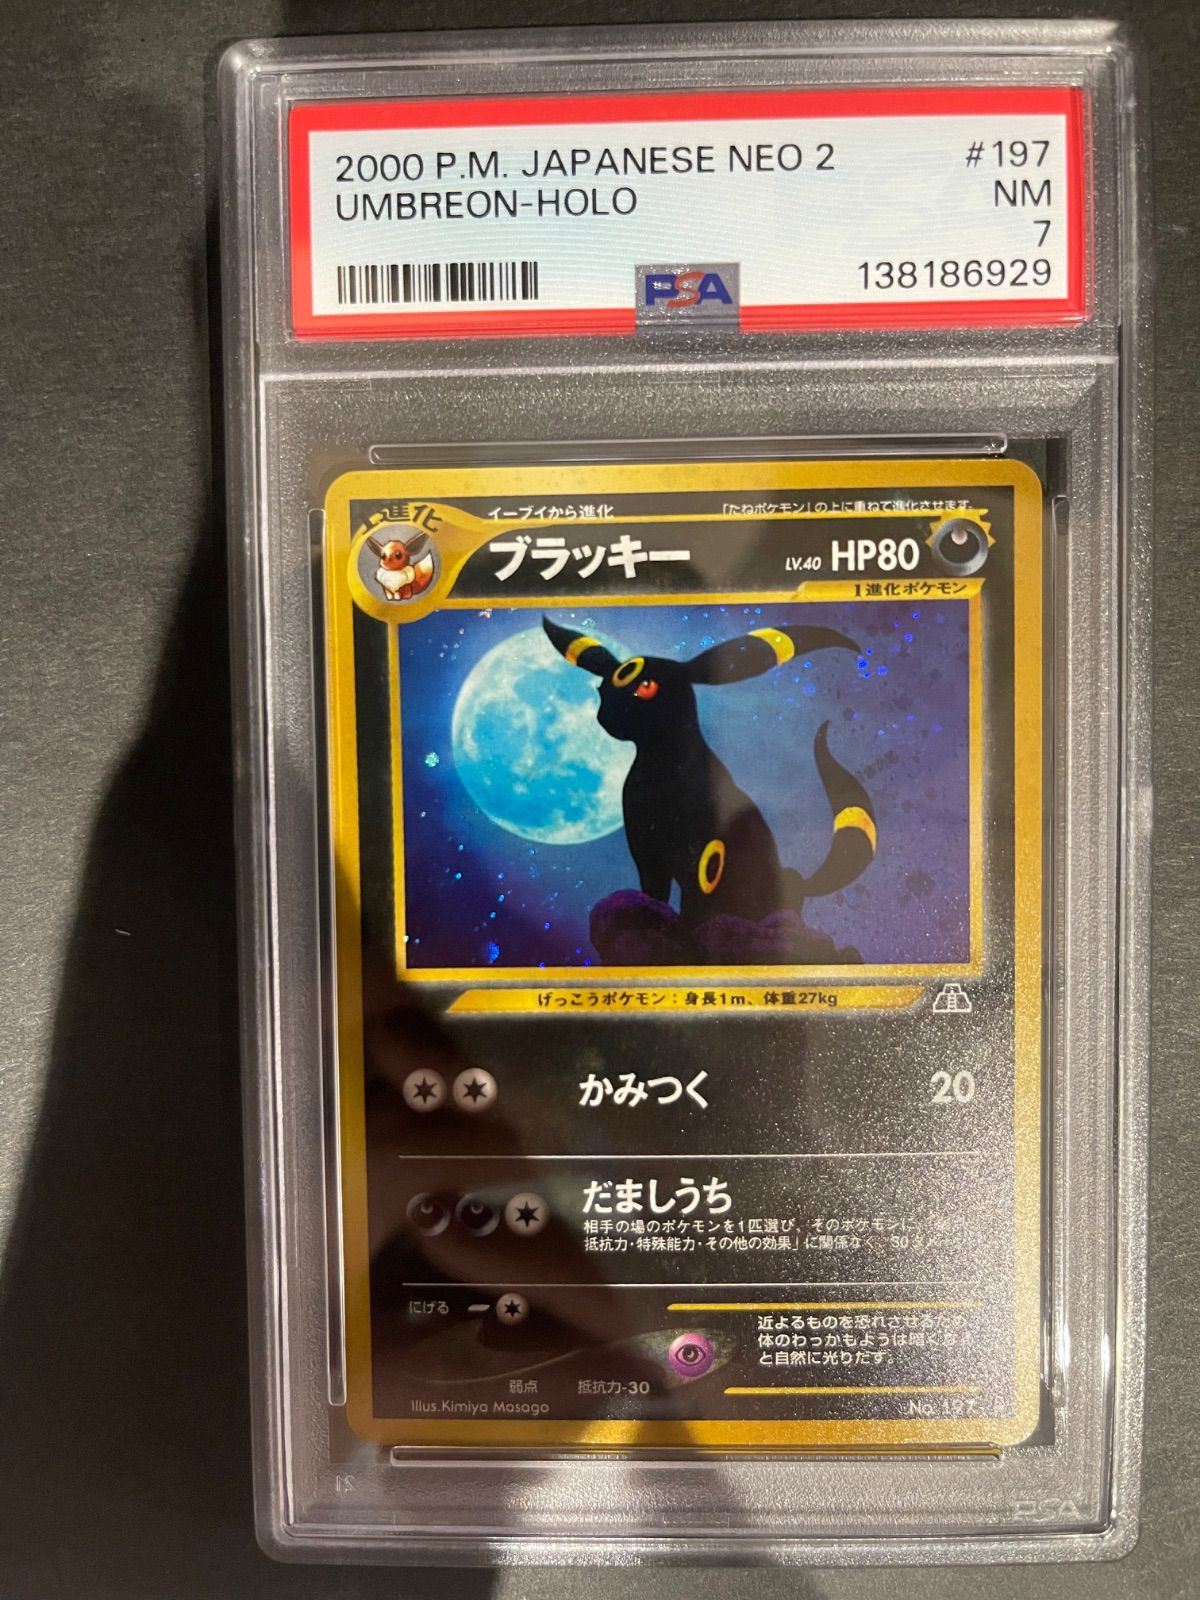 2000 P.M. JAPANESE NEO 2 #197
UMBREON-HOLO NM
7
PSA 138186929
1進化 イーブイから進化 「たねポケモン」の上に重ねて進化させます。
ブラッキー LV.40 HP80
1進化ポケモン
げっこうポケモン：身長1m、体重27kg
かみつく 20
だましうち
相手の場のポケモンを1匹選び、そのポケモンに
抵抗力・特殊能力・その他の効果」に関係なく、30
にげる
近よるものを恐れさせるため
体のわっかもようは暗くなる
と自然に光りだす。
弱点 抵抗力-30
Illus.Kimiya Masago No. 197
21 PSA